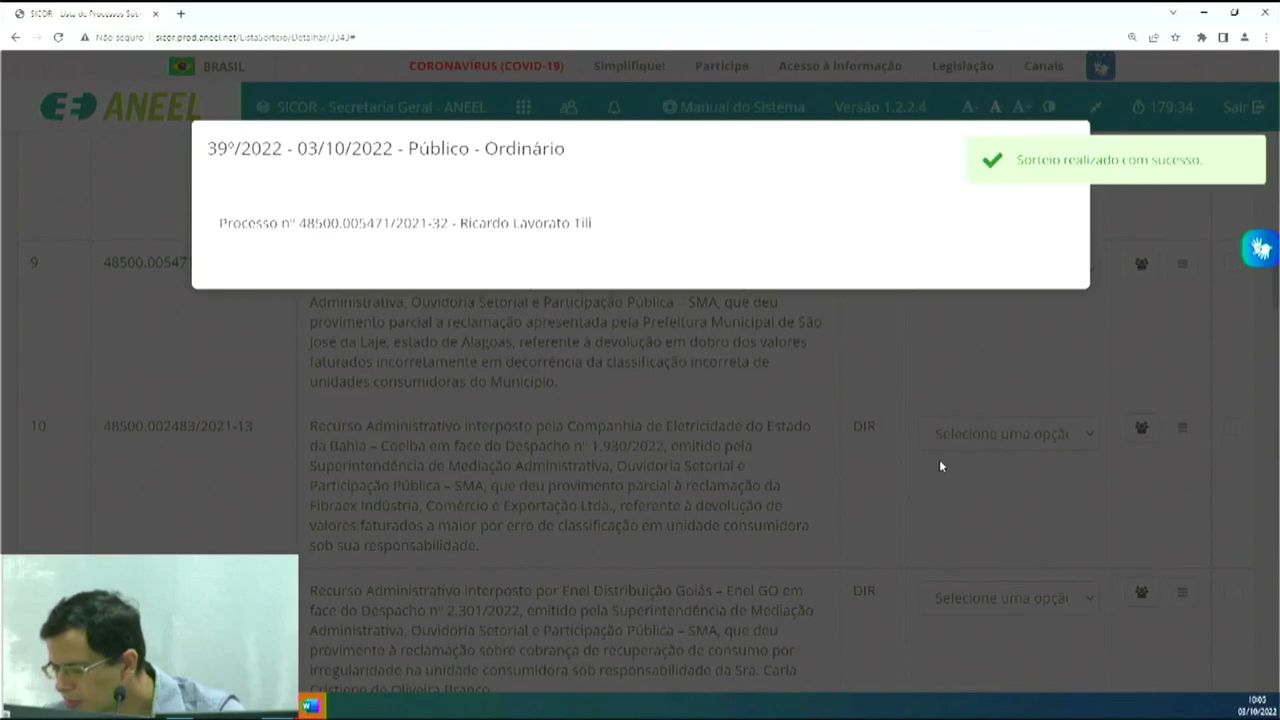 SICOR - Lista de Processos Sor
Não seguro
sicor.prod.aneel.net/ListaSorteio/Detalhar/3343#
BRASIL
CORONAVÍRUS (COVID-19)
Simplifique!
Participe
Acesso à informação
Legislação
Canais
ANEEL
SICOR - Secretaria Geral - ANEEL
Manual do Sistema
Versão 1.2.2.4
A-
A
A+
179:34
Sair
39º/2022 - 03/10/2022 - Público - Ordinário
Sorteio realizado com sucesso.
Processo nº 48500.005471/2021-32 - Ricardo Lavorato Tili
9
48500.00547
Administrativa, Ouvidoria Setorial e Participação Pública – SMA, que deu
provimento parcial a reclamação apresentada pela Prefeitura Municipal de São
José da Laje, estado de Alagoas, referente à devolução em dobro dos valores
faturados incorretamente em decorrência da classificação incorreta de
unidades consumidoras do Município.
10
48500.002483/2021-13
Recurso Administrativo interposto pela Companhia de Eletricidade do Estado
da Bahia – Coelba em face do Despacho nº 1.930/2022, emitido pela
Superintendência de Mediação Administrativa, Ouvidoria Setorial e
Participação Pública – SMA, que deu provimento parcial à reclamação da
Fibraex Indústria, Comércio e Exportação Ltda., referente à devolução de
valores faturados a maior por erro de classificação em unidade consumidora
sob sua responsabilidade.
DIR
Selecione uma opçã
Recurso Administrativo interposto por Enel Distribuição Goiás – Enel GO em
face do Despacho nº 2.301/2022, emitido pela Superintendência de Mediação
Administrativa, Ouvidoria Setorial e Participação Pública – SMA, que deu
provimento à reclamação sobre cobrança de recuperação de consumo por
irregularidade na unidade consumidora sob responsabilidade da Sra. Carla
Cristiene de Oliveira Branco
DIR
Selecione uma opçã
10:05
03/10/2022